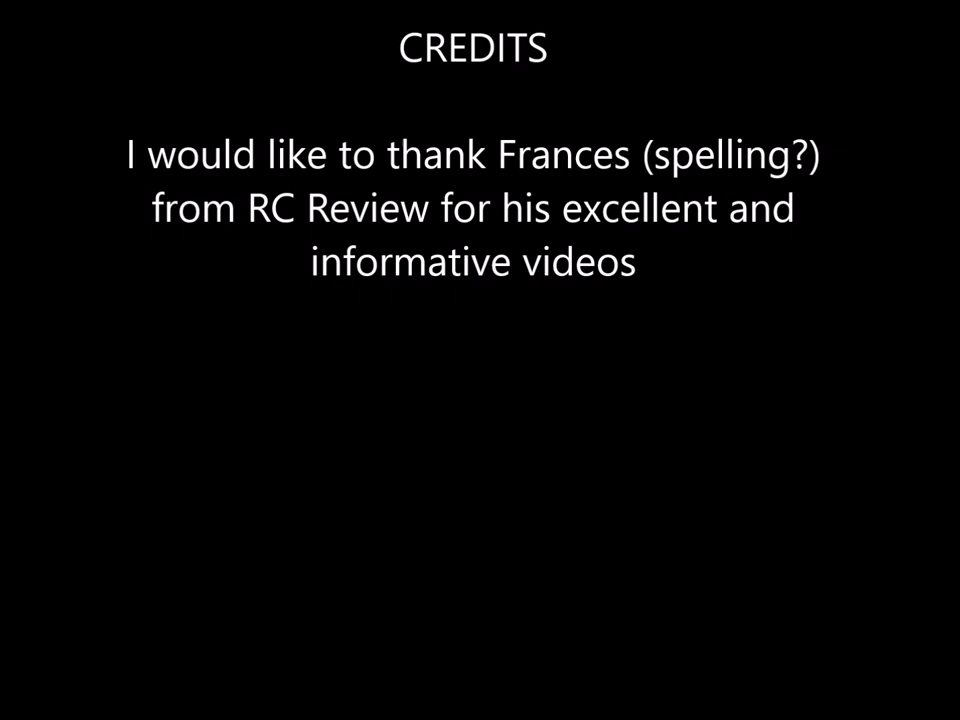 CREDITS
I would like to thank Frances (spelling?)
from RC Review for his excellent and
informative videos